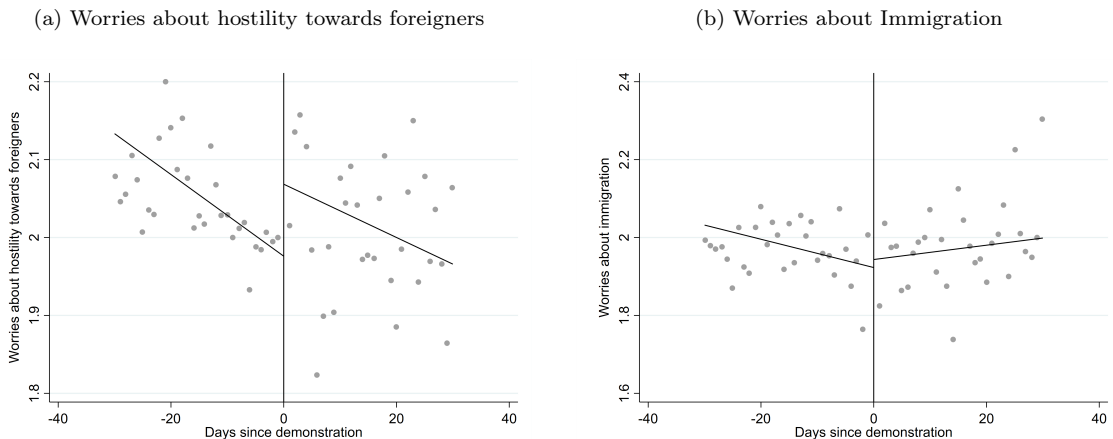 (a) Worries about hostility towards foreigners
Worries about hostility towards foreigners
2.2
2.1
2
1.9
1.8
-40 -20 0 20 40
Days since demonstration
(b) Worries about Immigration
Worries about immigration
2.4
2.2
2
1.8
1.6
-40 -20 0 20 40
Days since demonstration